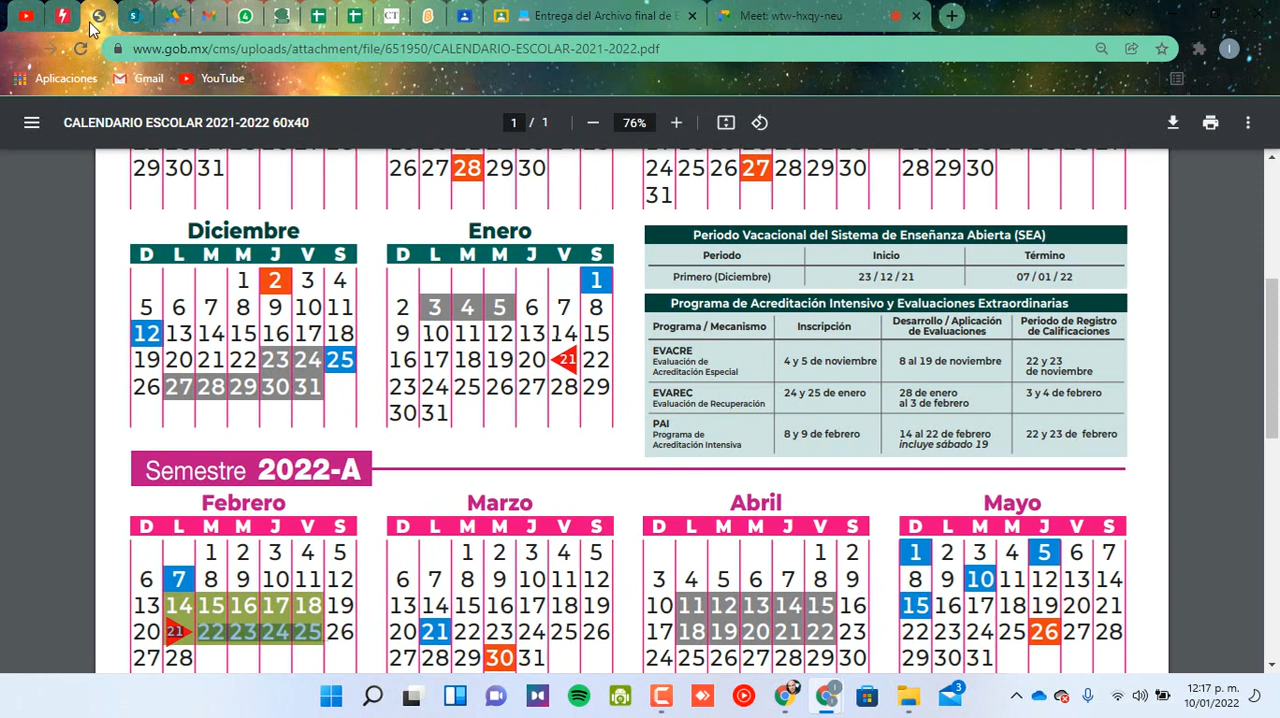 CT
Entrega del Archivo final de E
Meet: wtw-hxqy-neu
www.gob.mx/cms/uploads/attachment/file/651950/CALENDARIO-ESCOLAR-2021-2022.pdf
Aplicaciones Gmail YouTube
CALENDARIO ESCOLAR 2021-2022 60x40
1 / 1
76%
29 30 31
26 27 28 29 30
24 25 26 27 28 29 30
28 29 30
31
Diciembre
D L M M J V S
1 2 3 4
5 6 7 8 9 10 11
12 13 14 15 16 17 18
19 20 21 22 23 24 25
26 27 28 29 30 31
Enero
D L M M J V S
1
2 3 4 5 6 7 8
9 10 11 12 13 14 15
16 17 18 19 20 21 22
23 24 25 26 27 28 29
30 31
Periodo Vacacional del Sistema de Enseñanza Abierta (SEA)
Periodo Inicio Término
Primero (Diciembre) 23 / 12 / 21 07 / 01 / 22
Programa de Acreditación Intensivo y Evaluaciones Extraordinarias
Programa / Mecanismo Inscripción Desarrollo / Aplicación de Evaluaciones Periodo de Registro de Calificaciones
EVACRE
Evaluación de
Acreditación Especial
4 y 5 de noviembre
8 al 19 de noviembre
22 y 23
de noviembre
EVAREC
Evaluación de Recuperación
24 y 25 de enero
28 de enero
al 3 de febrero
3 y 4 de febrero
PAI
Programa de
Acreditación Intensiva
8 y 9 de febrero
14 al 22 de febrero
incluye sábado 19
22 y 23 de febrero
Semestre 2022-A
Febrero
D L M M J V S
1 2 3 4 5
6 7 8 9 10 11 12
13 14 15 16 17 18 19
20 21 22 23 24 25 26
27 28
Marzo
D L M M J V S
1 2 3 4 5
6 7 8 9 10 11 12
13 14 15 16 17 18 19
20 21 22 23 24 25 26
27 28 29 30 31
Abril
D L M M J V S
1 2
3 4 5 6 7 8 9
10 11 12 13 14 15 16
17 18 19 20 21 22 23
24 25 26 27 28 29 30
Mayo
D L M M J V S
1 2 3 4 5 6 7
8 9 10 11 12 13 14
15 16 17 18 19 20 21
22 23 24 25 26 27 28
29 30 31
3
12:17 p. m.
10/01/2022